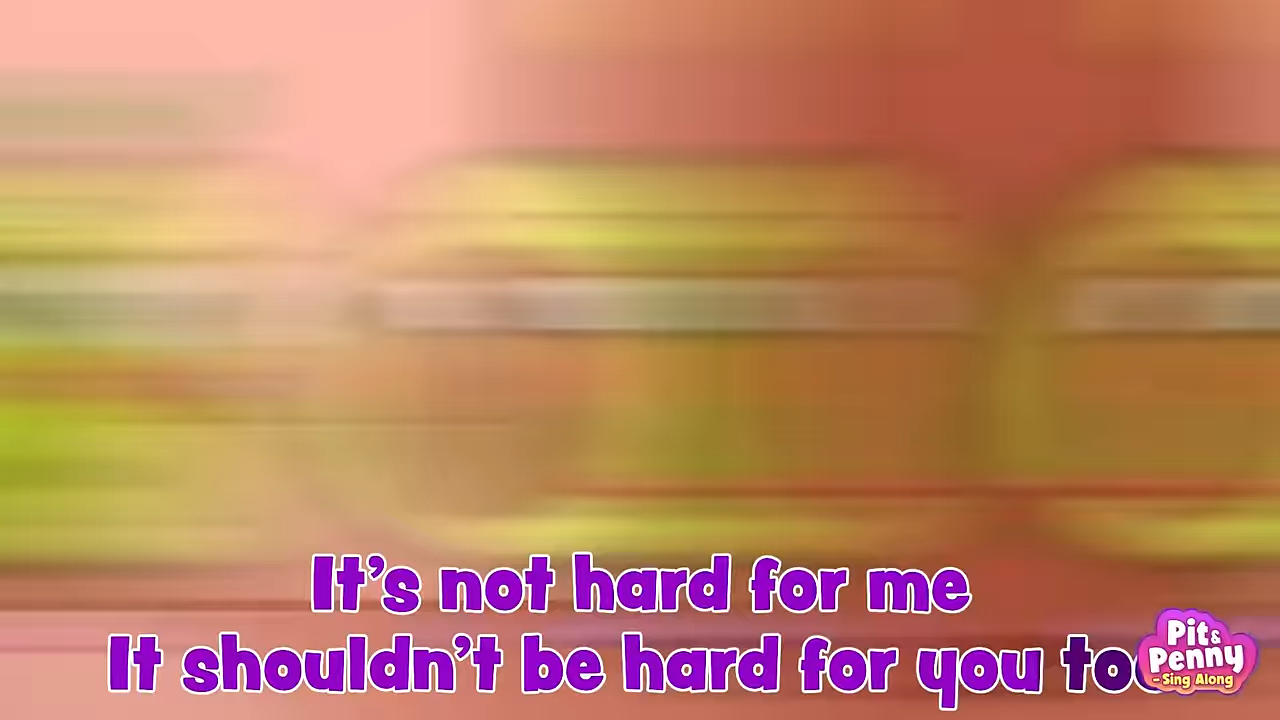 It's not hard for me
It shouldn't be hard for you too
Pit &
Penny
- Sing Along